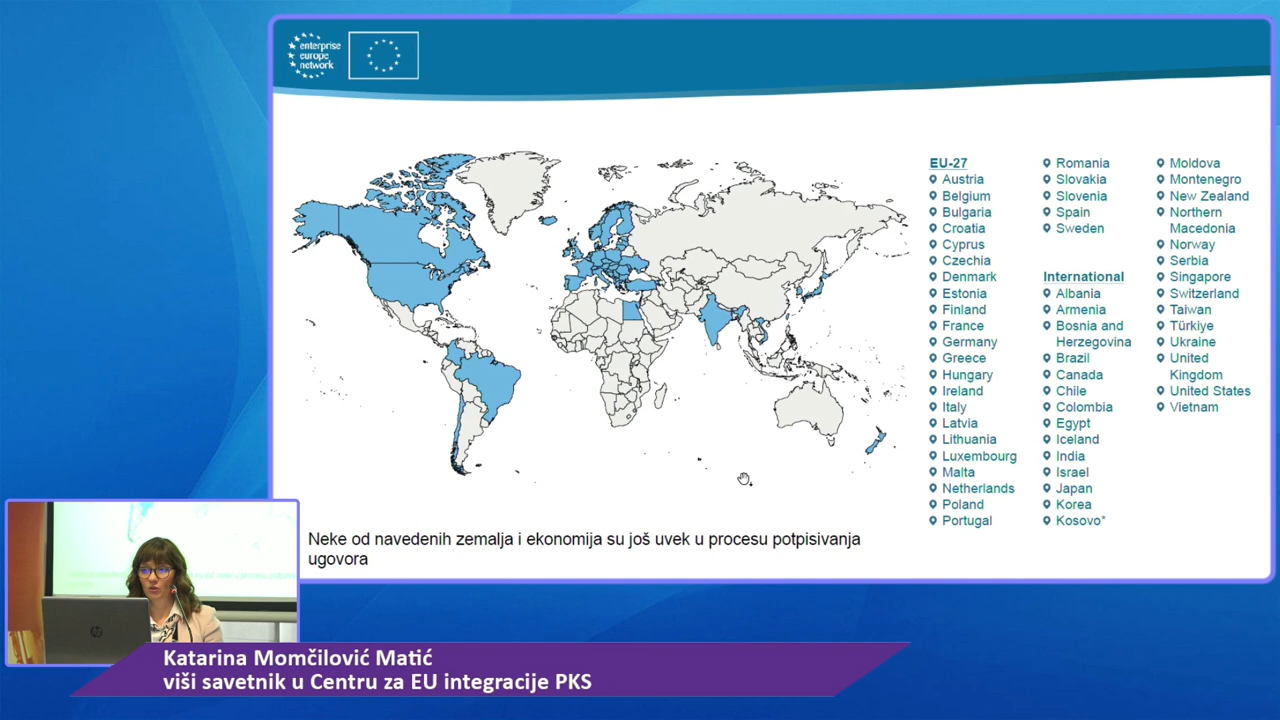 enterprise
europe
network
EU-27
Austria
Belgium
Bulgaria
Croatia
Cyprus
Czechia
Denmark
Estonia
Finland
France
Germany
Greece
Hungary
Ireland
Italy
Latvia
Lithuania
Luxembourg
Malta
Netherlands
Poland
Portugal
Romania
Slovakia
Slovenia
Spain
Sweden
International
Albania
Armenia
Bosnia and
Herzegovina
Brazil
Canada
Chile
Colombia
Egypt
Iceland
India
Israel
Japan
Korea
Kosovo*
Moldova
Montenegro
New Zealand
Northern
Macedonia
Norway
Serbia
Singapore
Switzerland
Taiwan
Türkiye
Ukraine
United
Kingdom
United States
Vietnam
Neke od navedenih zemalja i ekonomija su još uvek u procesu potpisivanja
ugovora
hp
Katarina Momčilović Matić
viši savetnik u Centru za EU integracije PKS